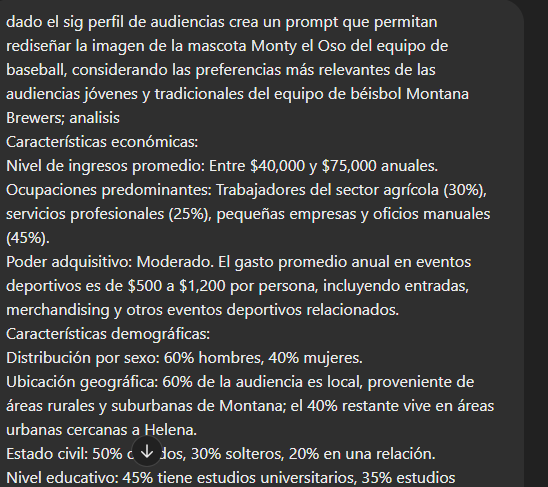 dado el sig perfil de audiencias crea un prompt que permitan
rediseñar la imagen de la mascota Monty el Oso del equipo de
baseball, considerando las preferencias más relevantes de las
audiencias jóvenes y tradicionales del equipo de béisbol Montana
Brewers; analisis
Características económicas:
Nivel de ingresos promedio: Entre $40,000 y $75,000 anuales.
Ocupaciones predominantes: Trabajadores del sector agrícola (30%),
servicios profesionales (25%), pequeñas empresas y oficios manuales
(45%).
Poder adquisitivo: Moderado. El gasto promedio anual en eventos
deportivos es de $500 a $1,200 por persona, incluyendo entradas,
merchandising y otros eventos deportivos relacionados.
Características demográficas:
Distribución por sexo: 60% hombres, 40% mujeres.
Ubicación geográfica: 60% de la audiencia es local, proveniente de
áreas rurales y suburbanas de Montana; el 40% restante vive en áreas
urbanas cercanas a Helena.
Estado civil: 50% 30% solteros, 20% en una relación.
Nivel educativo: 45% tiene estudios universitarios, 35% estudios